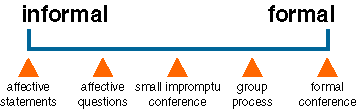 informal formal
affective affective small impromptu group formal
statements questions conference process conference